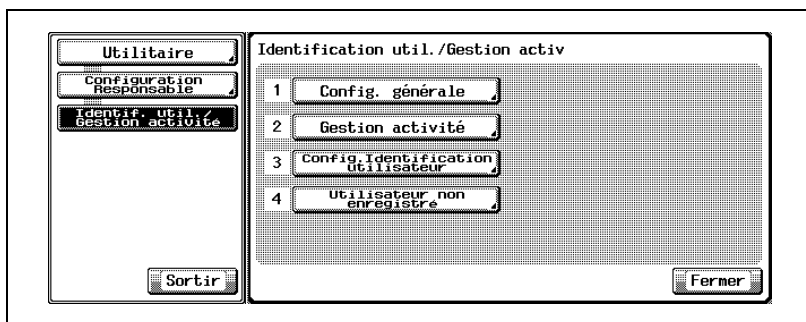 Utilitaire
Configuration
Responsable
Identif. util./
Gestion activité
Sortir
Identification util./Gestion activ
1 Config. générale
2 Gestion activité
3 Config.Identification
utilisateur
4 Utilisateur non
enregistré
Fermer